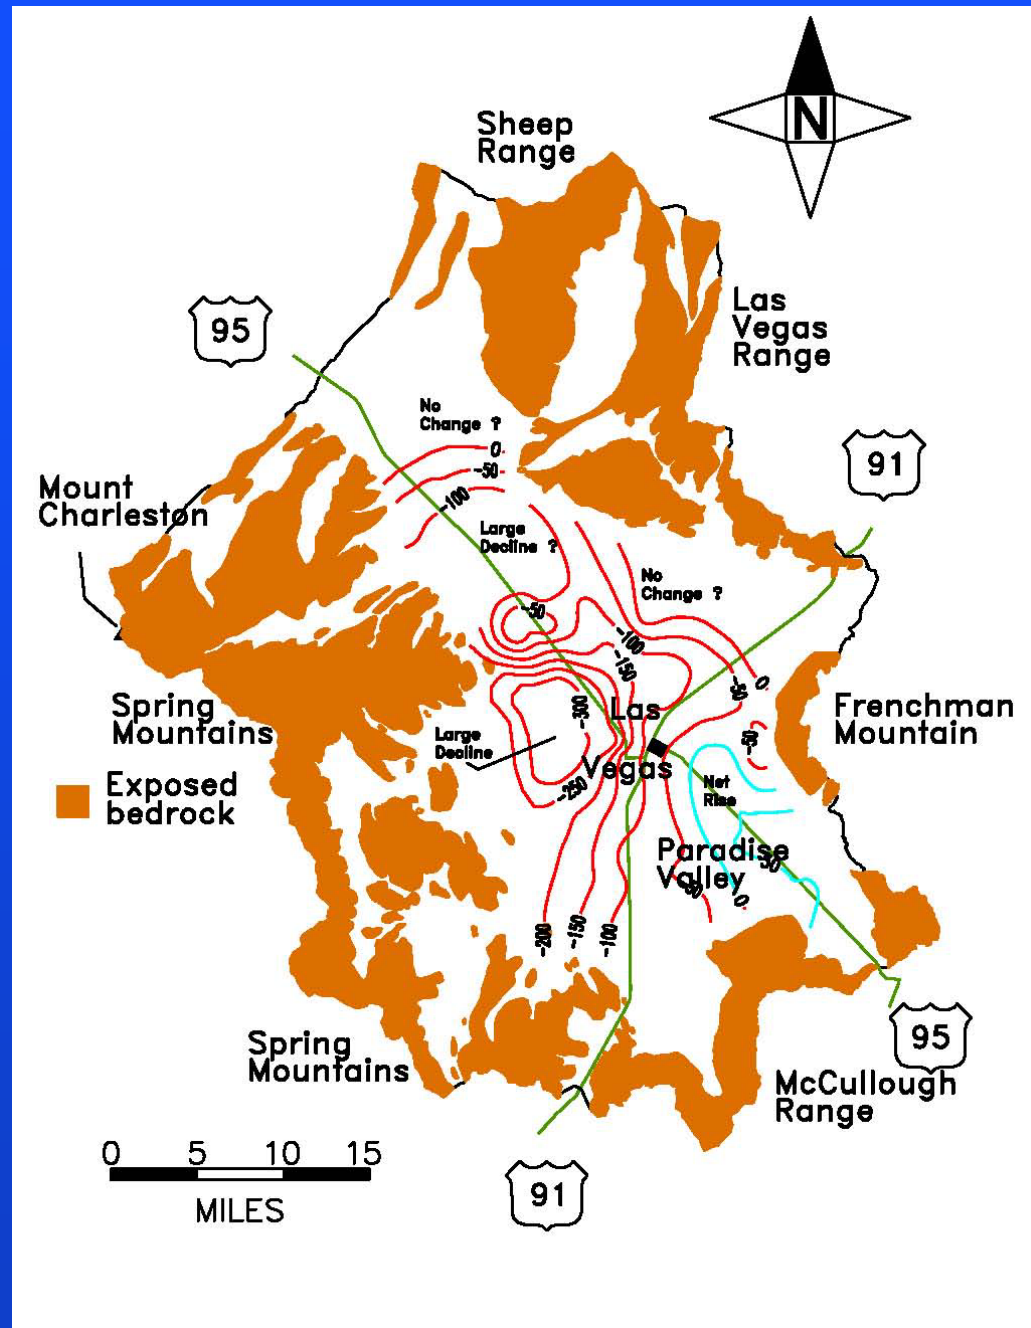 N
Sheep
Range
95
Las
Vegas
Range
No
Change ?
0
-50
-100
91
Mount
Charleston
Large
Decline ?
No
Change ?
-50
-100
-150
0
-50
Spring
Mountains
-300
Las
Vegas
Frenchman
Mountain
Large
Decline
-50
-250
Net
Rise
Exposed
bedrock
Paradise
Valley
50
-50
0
-200
-150
-100
Spring
Mountains
95
McCullough
Range
0 5 10 15
MILES
91